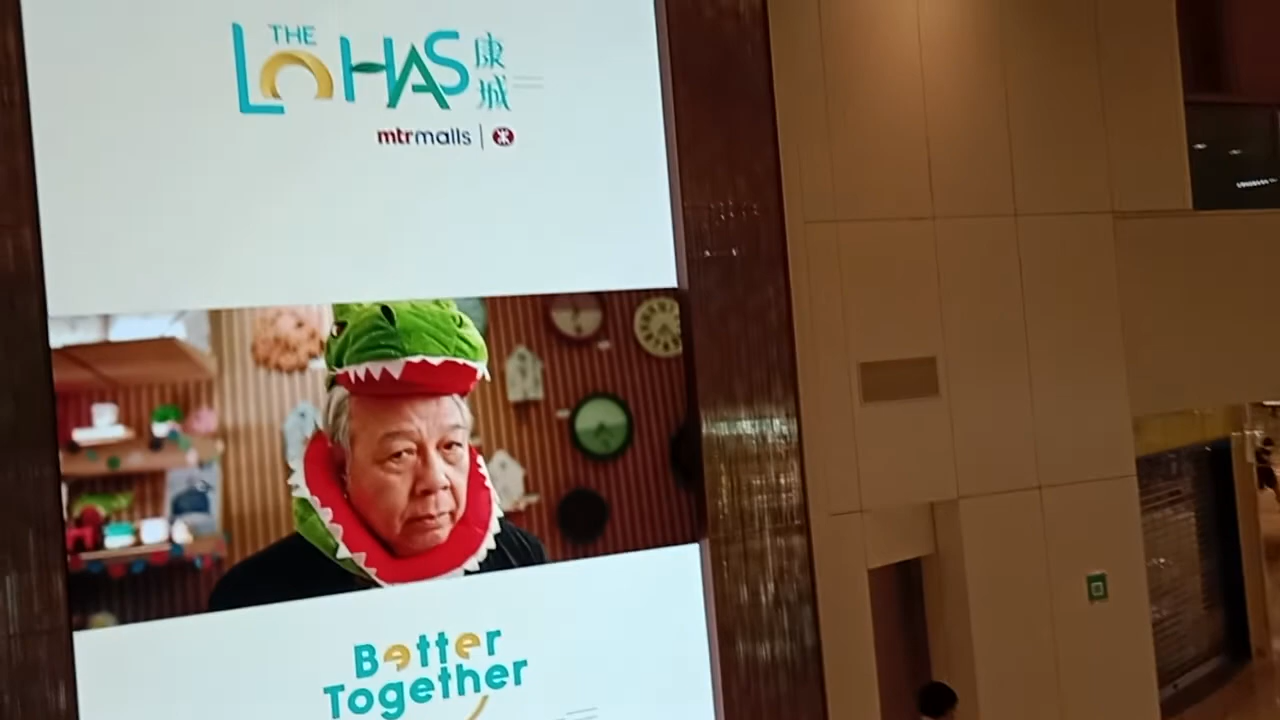 THE
LOHAS 康城
mtrmalls
Better
Together